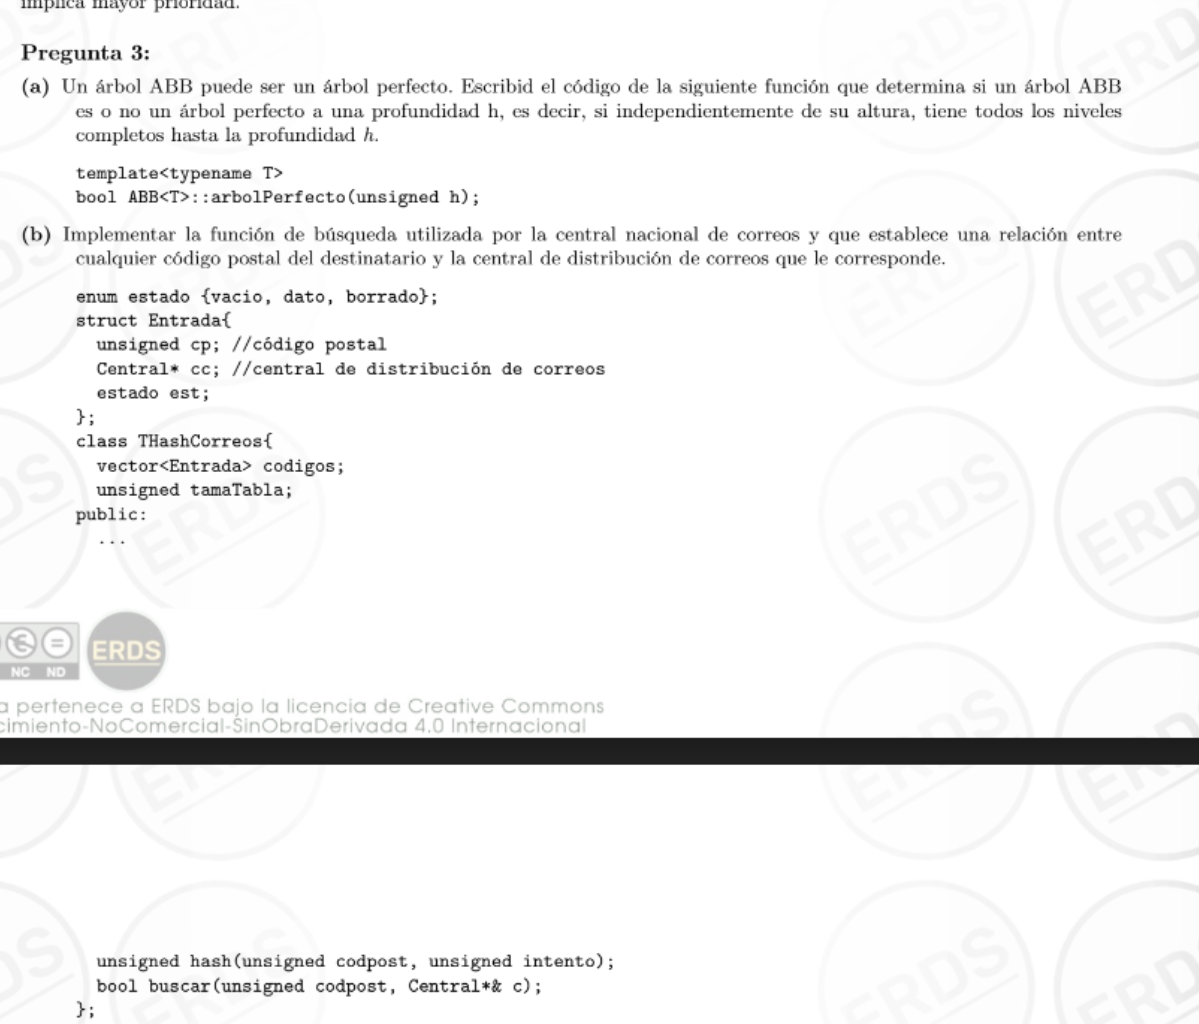 implica mayor prioridad.
Pregunta 3:
(a) Un árbol ABB puede ser un árbol perfecto. Escribid el código de la siguiente función que determina si un árbol ABB
es o no un árbol perfecto a una profundidad h, es decir, si independientemente de su altura, tiene todos los niveles
completos hasta la profundidad h.
template<typename T>
bool ABB<T>::arbolPerfecto(unsigned h);
(b) Implementar la función de búsqueda utilizada por la central nacional de correos y que establece una relación entre
cualquier código postal del destinatario y la central de distribución de correos que le corresponde.
enum estado {vacio, dato, borrado};
struct Entrada{
unsigned cp; //código postal
Central* cc; //central de distribución de correos
estado est;
};
class THashCorreos{
vector<Entrada> codigos;
unsigned tamaTabla;
public:
...
NC ND
ERDS
a pertenece a ERDS bajo la licencia de Creative Commons
cimiento-NoComercial-SinObraDerivada 4.0 Internacional
unsigned hash(unsigned codpost, unsigned intento);
bool buscar(unsigned codpost, Central*& c);
};